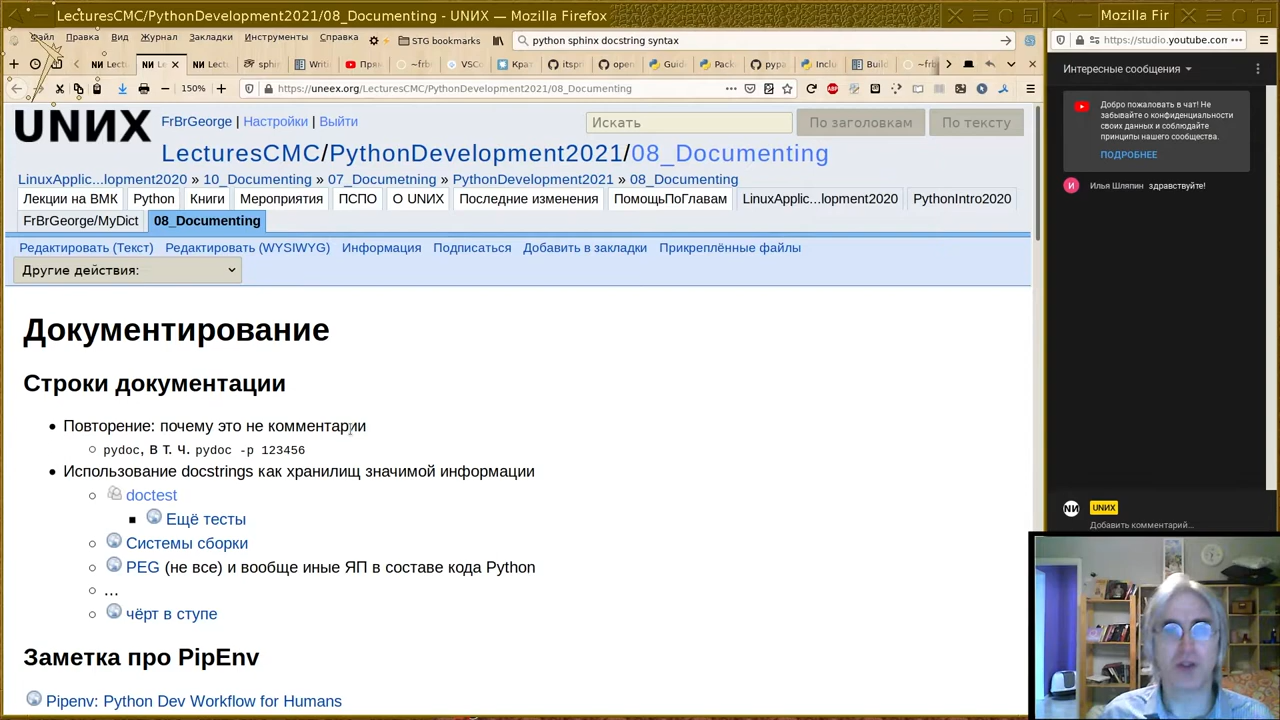 LecturesCMC/PythonDevelopment2021/08_Documenting - UNИX — Mozilla Firefox
Mozilla Fir
Файл Правка Вид Журнал Закладки Инструменты Справка
STG bookmarks
python sphinx docstring syntax
150%
https://uneex.org/LecturesCMC/PythonDevelopment2021/08_Documenting
https://studio.youtube.com
UNИX
FrBrGeorge | Настройки | Выйти
Искать
По заголовкам
По тексту
LecturesCMC/PythonDevelopment2021/08_Documenting
LinuxApplic...lopment2020 » 10_Documenting » 07_Documetning » PythonDevelopment2021 » 08_Documenting
Лекции на ВМК Python Книги Мероприятия ПСПО О UNИX Последние изменения ПомощьПоГлавам LinuxApplic...lopment2020 PythonIntro2020
FrBrGeorge/MyDict 08_Documenting
Редактировать (Текст) Редактировать (WYSIWYG) Информация Подписаться Добавить в закладки Прикреплённые файлы
Другие действия:
Документирование
Строки документации
Повторение: почему это не комментарии
pydoc, в т. ч. pydoc -p 123456
Использование docstrings как хранилищ значимой информации
doctest
Ещё тесты
Системы сборки
PEG (не все) и вообще иные ЯП в составе кода Python
...
чёрт в ступе
Заметка про PipEnv
Pipenv: Python Dev Workflow for Humans
Интересные сообщения
Добро пожаловать в чат! Не
забывайте о конфиденциальности
своих данных и соблюдайте
принципы нашего сообщества.
ПОДРОБНЕЕ
Илья Шляпин здравствуйте!
UNИX
Добавить комментарий...